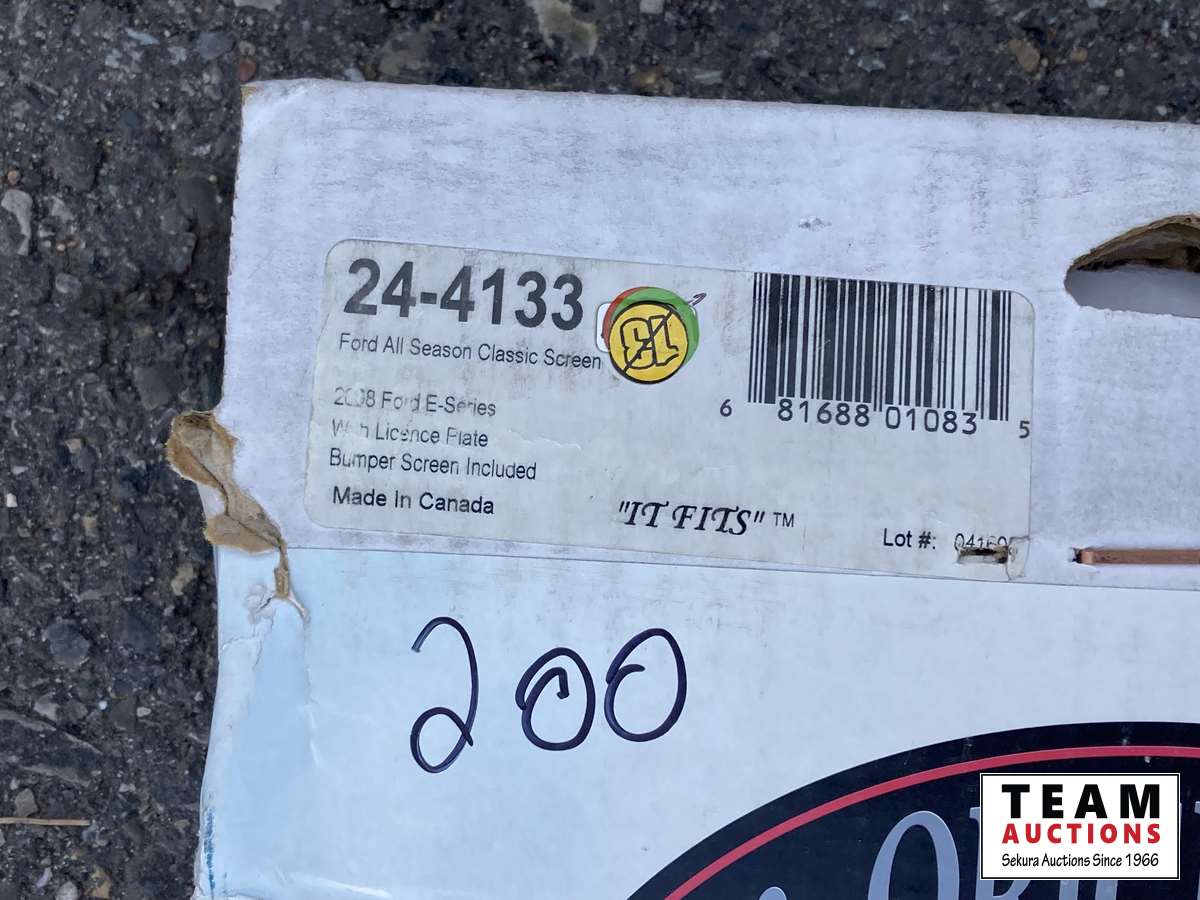 24-4133
Ford All Season Classic Screen
2008 Ford E-Series
With Licence Plate
Bumper Screen Included
Made In Canada
"IT FITS" ™
6 81688 01083 5
Lot #:
200
TEAM
AUCTIONS
Sekura Auctions Since 1966